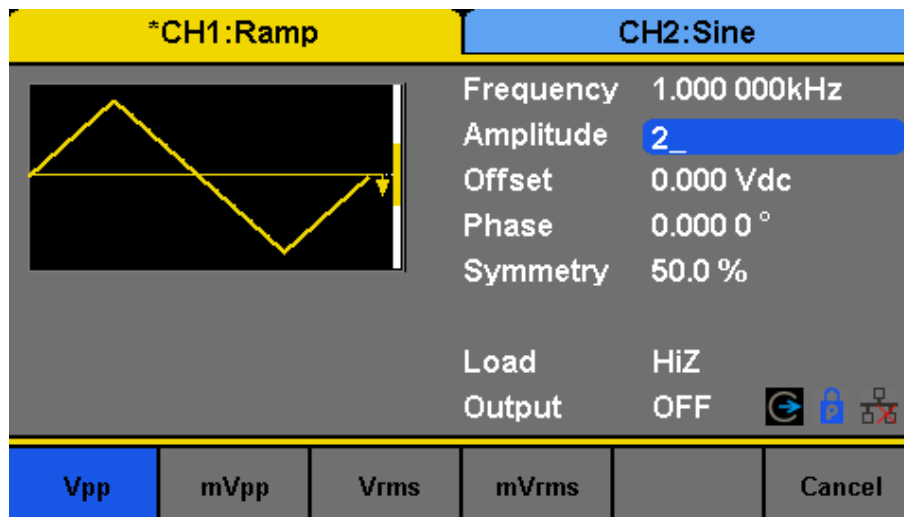 *CH1:Ramp
CH2:Sine
Frequency 1.000 000kHz
Amplitude 2_
Offset 0.000 Vdc
Phase 0.000 0 °
Symmetry 50.0 %
Load HiZ
Output OFF
P
Vpp mVpp Vrms mVrms Cancel